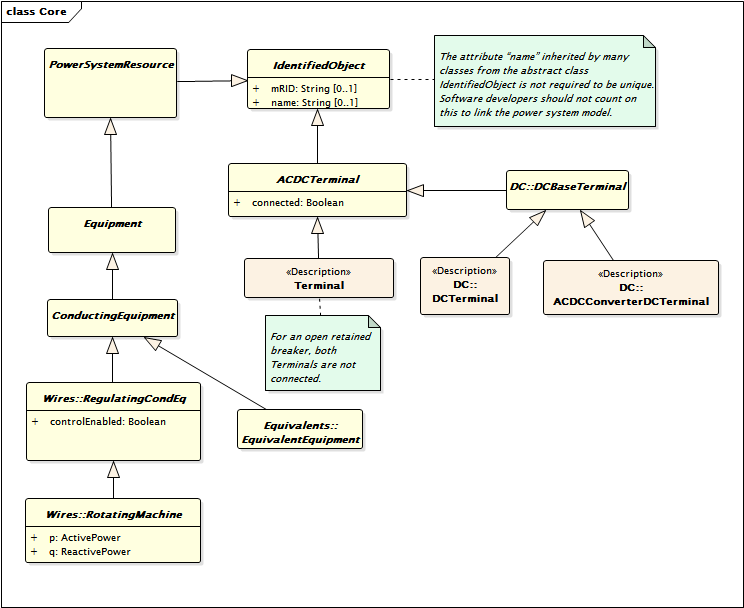 class Core
PowerSystemResource
IdentifiedObject
+ mRID: String [0..1]
+ name: String [0..1]
The attribute “name” inherited by many
classes from the abstract class
IdentifiedObject is not required to be unique.
Software developers should not count on
this to link the power system model.
ACDCTerminal
+ connected: Boolean
DC::DCBaseTerminal
Equipment
«Description»
Terminal
«Description»
DC::
DCTerminal
«Description»
DC::
ACDCConverterDCTerminal
ConductingEquipment
For an open retained
breaker, both
Terminals are not
connected.
Wires::RegulatingCondEq
+ controlEnabled: Boolean
Equivalents::
EquivalentEquipment
Wires::RotatingMachine
+ p: ActivePower
+ q: ReactivePower